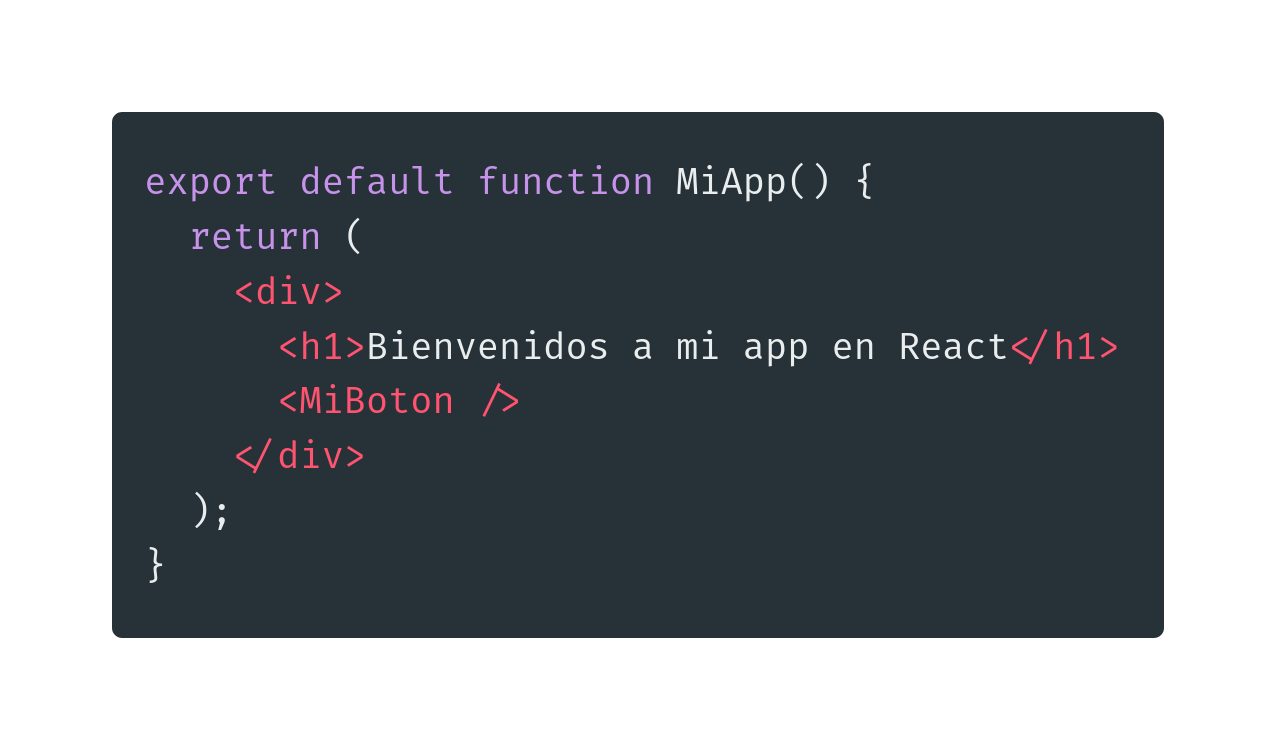 export default function MiApp() {
  return (
    <div>
      <h1>Bienvenidos a mi app en React</h1>
      <MiBoton />
    </div>
  );
}